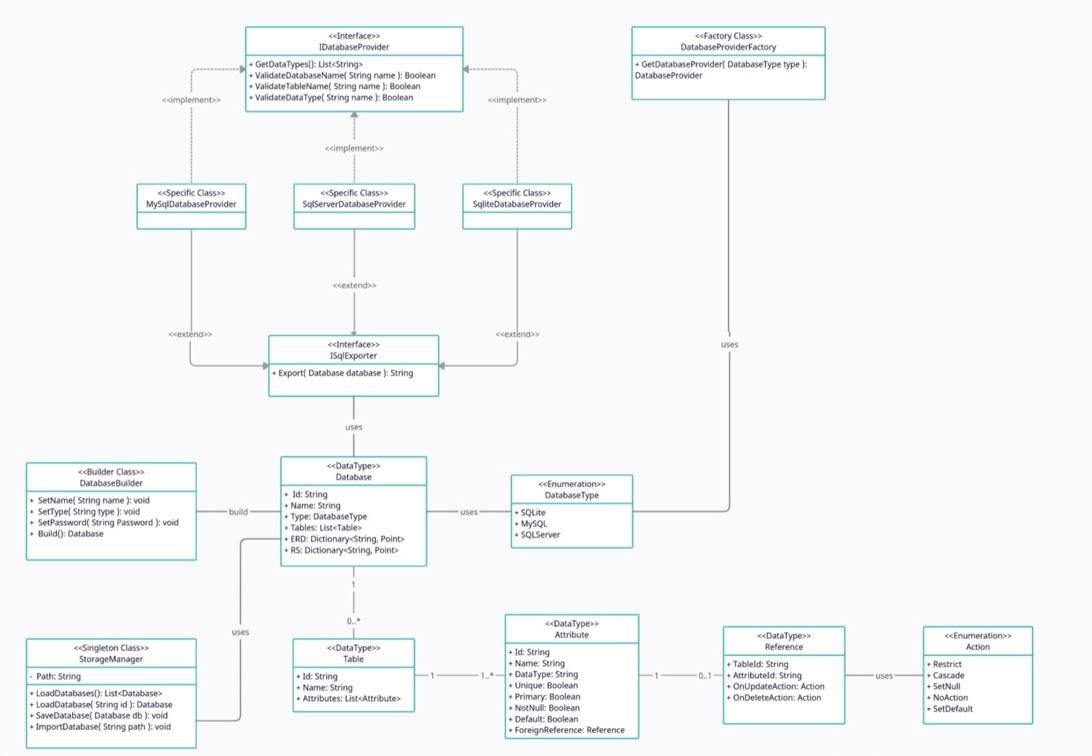 <<Interface>>
IDatabaseProvider
+ GetDataTypes(): List<String>
+ ValidateDatabaseName( String name ): Boolean
+ ValidateTableName( String name ): Boolean
+ ValidateDataType( String name ): Boolean
<<Factory Class>>
DatabaseProviderFactory
+ GetDatabaseProvider( DatabaseType type ):
DatabaseProvider
<<implement>>
<<implement>>
<<implement>>
<<Specific Class>>
MySqlDatabaseProvider
<<Specific Class>>
SqlServerDatabaseProvider
<<Specific Class>>
SqliteDatabaseProvider
<<extend>>
<<extend>>
<<extend>>
<<Interface>>
ISqlExporter
+ Export( Database database ): String
uses
uses
<<Builder Class>>
DatabaseBuilder
+ SetName( String name ): void
+ SetType( String type ): void
+ SetPassword( String Password ): void
+ Build(): Database
build
<<DataType>>
Database
+ Id: String
+ Name: String
+ Type: DatabaseType
+ Tables: List<Table>
+ ERD: Dictionary<String, Point>
+ RS: Dictionary<String, Point>
uses
<<Enumeration>>
DatabaseType
+ SQLite
+ MySQL
+ SQLServer
1
0..*
uses
<<Singleton Class>>
StorageManager
- Path: String
+ LoadDatabases(): List<Database>
+ LoadDatabase( String id ): Database
+ SaveDatabase( Database db ): void
+ ImportDatabase( String path ): void
<<DataType>>
Table
+ Id: String
+ Name: String
+ Attributes: List<Attribute>
1
1..*
<<DataType>>
Attribute
+ Id: String
+ Name: String
+ DataType: String
+ Unique: Boolean
+ Primary: Boolean
+ NotNull: Boolean
+ Default: Boolean
+ ForeignReference: Reference
1
0..1
<<DataType>>
Reference
+ TableId: String
+ AttributeId: String
+ OnUpdateAction: Action
+ OnDeleteAction: Action
uses
<<Enumeration>>
Action
+ Restrict
+ Cascade
+ SetNull
+ NoAction
+ SetDefault